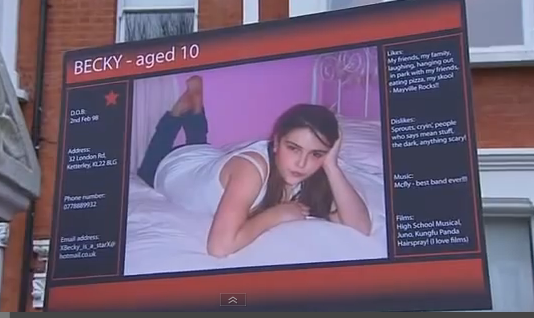 BECKY - aged 10
D.O.B:
2nd Feb 98
Address:
32 London Rd,
Ketterley, KL22 8LG
Phone number:
0778889932
Email address:
XBecky_is_a_starX@
hotmail.co.uk
Likes:
My friends, my family,
laughing, hanging out
in park with my friends,
eating pizza, my skool
- Mayville Rocks!!
Dislikes:
Sprouts, cryin', people
who says mean stuff,
the dark, anything scary!
Music:
Mcfly - best band ever!!!
Films:
High School Musical,
Juno, Kungfu Panda
Hairspray! (I love films)